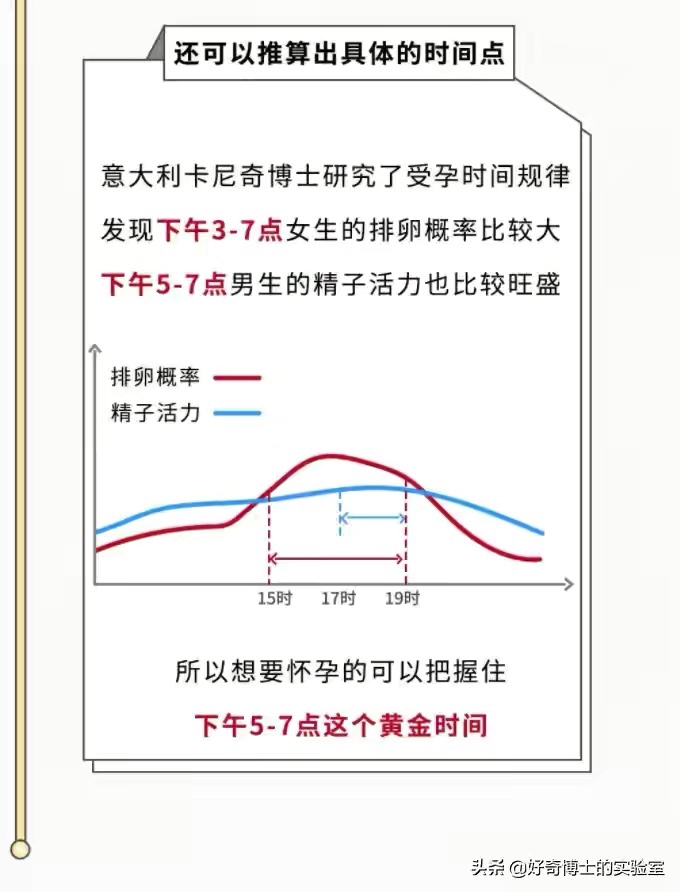 还可以推算出具体的时间点
意大利卡尼奇博士研究了受孕时间规律
发现下午3-7点女生的排卵概率比较大
下午5-7点男生的精子活力也比较旺盛
排卵概率
精子活力
15时 17时 19时
所以想要怀孕的可以把握住
下午5-7点这个黄金时间
头条 @好奇博士的实验室